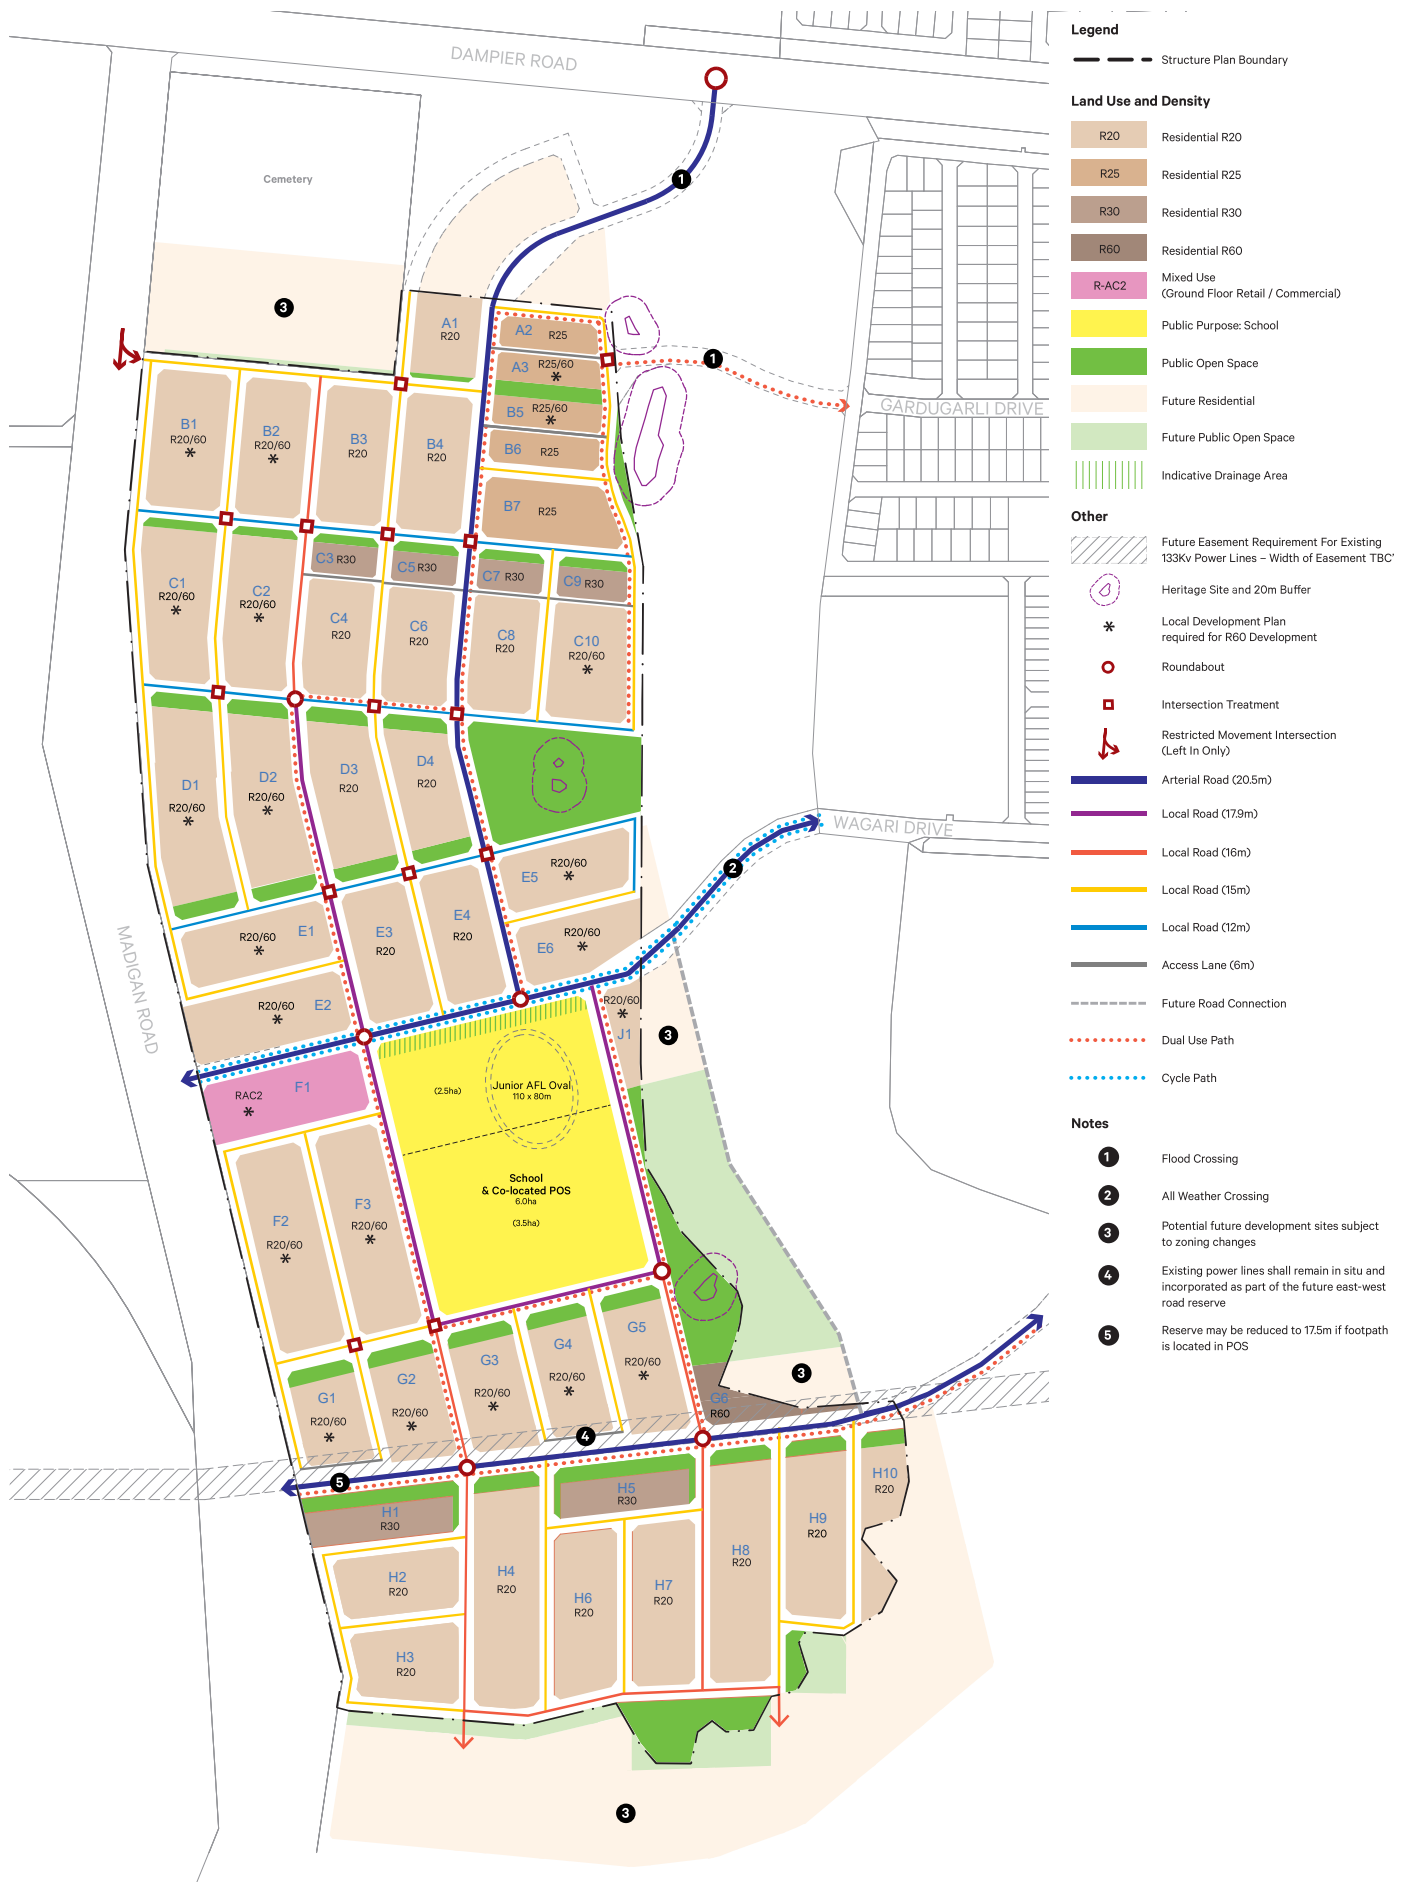 DAMPIER ROAD
1
Cemetery
3
A1
R20
A2 R25
A3 R25/60
*
1
B5 R25/60
*
GARDUGARLI DRIVE
B1
R20/60
*
B2
R20/60
*
B3
R20
B4
R20
B6 R25
B7 R25
C3 R30
C5 R30
C7 R30
C9 R30
C1
R20/60
*
C2
R20/60
*
C4
R20
C6
R20
C8
R20
C10
R20/60
*
D1
R20/60
*
D2
R20/60
*
D3
R20
D4
R20
WAGARI DRIVE
2
E5
R20/60
*
E1
R20/60
*
E3
R20
E4
R20
E6
R20/60
*
MADIGAN ROAD
E2
R20/60
*
R20/60
*
J1
3
F1
RAC2
*
(2.5ha)
Junior AFL Oval
110 x 80m
School
& Co-located POS
6.0ha
(3.5ha)
F2
R20/60
*
F3
R20/60
*
G1
R20/60
*
G2
R20/60
*
G3
R20/60
*
G4
R20/60
*
G5
R20/60
*
3
G6
R60
4
5
H1
R30
H5
R30
H10
R20
H2
R20
H4
R20
H6
R20
H7
R20
H8
R20
H9
R20
H3
R20
3
Legend
Structure Plan Boundary
Land Use and Density
R20 Residential R20
R25 Residential R25
R30 Residential R30
R60 Residential R60
R-AC2 Mixed Use
(Ground Floor Retail / Commercial)
Public Purpose: School
Public Open Space
Future Residential
Future Public Open Space
Indicative Drainage Area
Other
Future Easement Requirement For Existing
133Kv Power Lines – Width of Easement TBC'
Heritage Site and 20m Buffer
* Local Development Plan
required for R60 Development
Roundabout
Intersection Treatment
Restricted Movement Intersection
(Left In Only)
Arterial Road (20.5m)
Local Road (17.9m)
Local Road (16m)
Local Road (15m)
Local Road (12m)
Access Lane (6m)
Future Road Connection
Dual Use Path
Cycle Path
Notes
1 Flood Crossing
2 All Weather Crossing
3 Potential future development sites subject
to zoning changes
4 Existing power lines shall remain in situ and
incorporated as part of the future east-west
road reserve
5 Reserve may be reduced to 17.5m if footpath
is located in POS